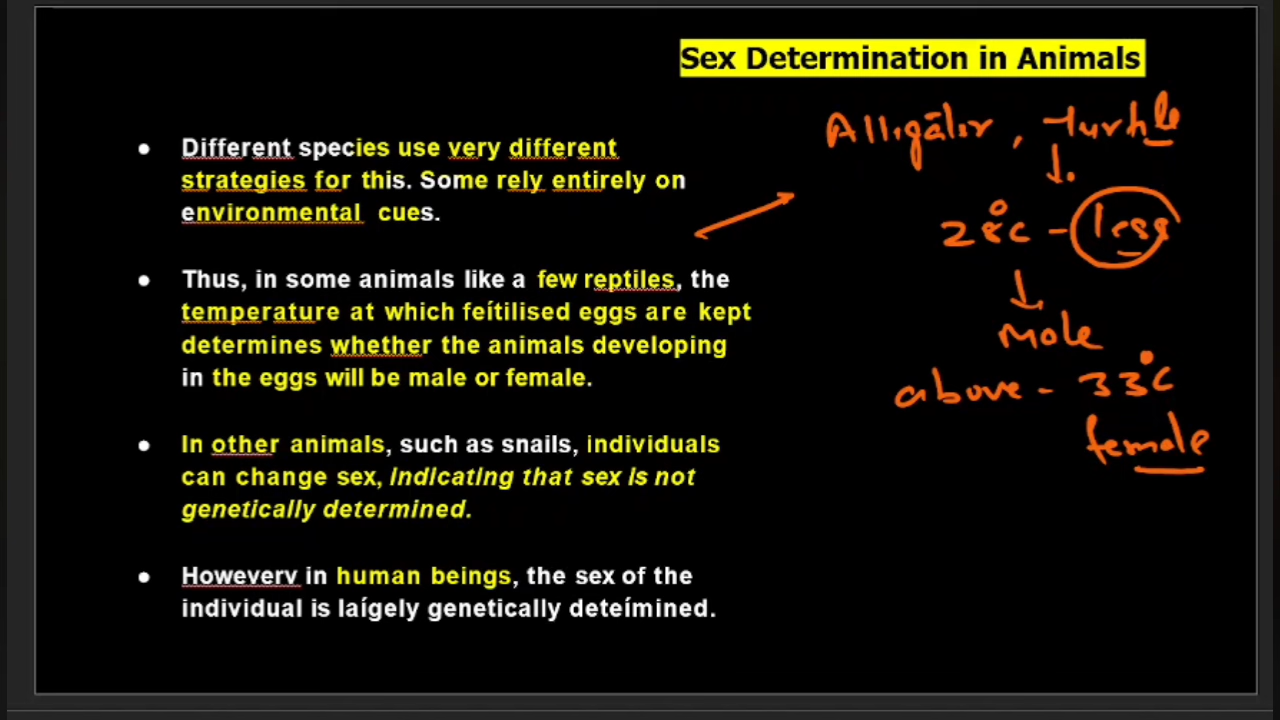 Sex Determination in Animals
• Different species use very different
strategies for this. Some rely entirely on
environmental cues.
• Thus, in some animals like a few reptiles, the
temperature at which feítilised eggs are kept
determines whether the animals developing
in the eggs will be male or female.
• In other animals, such as snails, individuals
can change sex, indicating that sex is not
genetically determined.
• Howeverv in human beings, the sex of the
individual is laígely genetically deteímined.
Alligator, turtle
28°C - less
male
above - 33°C
female